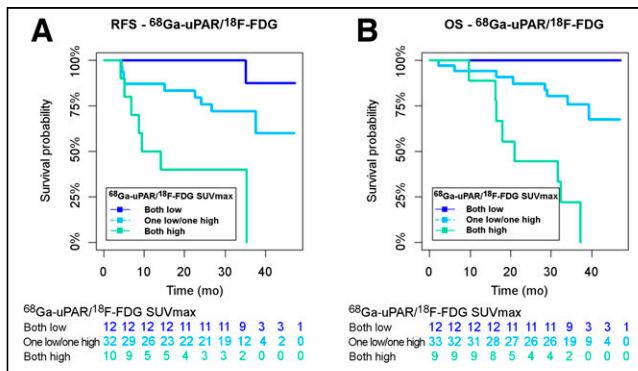 A
RFS - ⁶⁸Ga-uPAR/¹⁸F-FDG
Survival probability
100%
75%
50%
25%
0%
⁶⁸Ga-uPAR/¹⁸F-FDG SUVmax
Both low
One low/one high
Both high
0 10 20 30 40
Time (mo)
⁶⁸Ga-uPAR/¹⁸F-FDG SUVmax
Both low 12 12 12 12 11 11 11 9 3 3 1
One low/one high 32 29 26 23 22 21 19 12 4 2 0
Both high 10 9 5 5 4 3 3 2 0 0 0
B
OS - ⁶⁸Ga-uPAR/¹⁸F-FDG
Survival probability
100%
75%
50%
25%
0%
⁶⁸Ga-uPAR/¹⁸F-FDG SUVmax
Both low
One low/one high
Both high
0 10 20 30 40
Time (mo)
⁶⁸Ga-uPAR/¹⁸F-FDG SUVmax
Both low 12 12 12 12 11 11 11 9 3 3 1
One low/one high 33 32 31 28 27 26 26 19 9 4 0
Both high 9 9 9 8 5 4 4 2 0 0 0